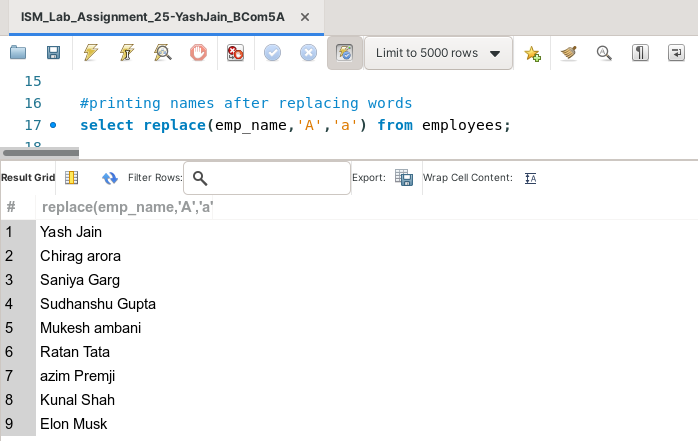 ISM_Lab_Assignment_25-YashJain_BCom5A ×
Limit to 5000 rows
15
16 #printing names after replacing words
17 select replace(emp_name,'A','a') from employees;
18
Result Grid Filter Rows: Export: Wrap Cell Content:
# replace(emp_name,'A','a'
1 Yash Jain
2 Chirag arora
3 Saniya Garg
4 Sudhanshu Gupta
5 Mukesh ambani
6 Ratan Tata
7 azim Premji
8 Kunal Shah
9 Elon Musk